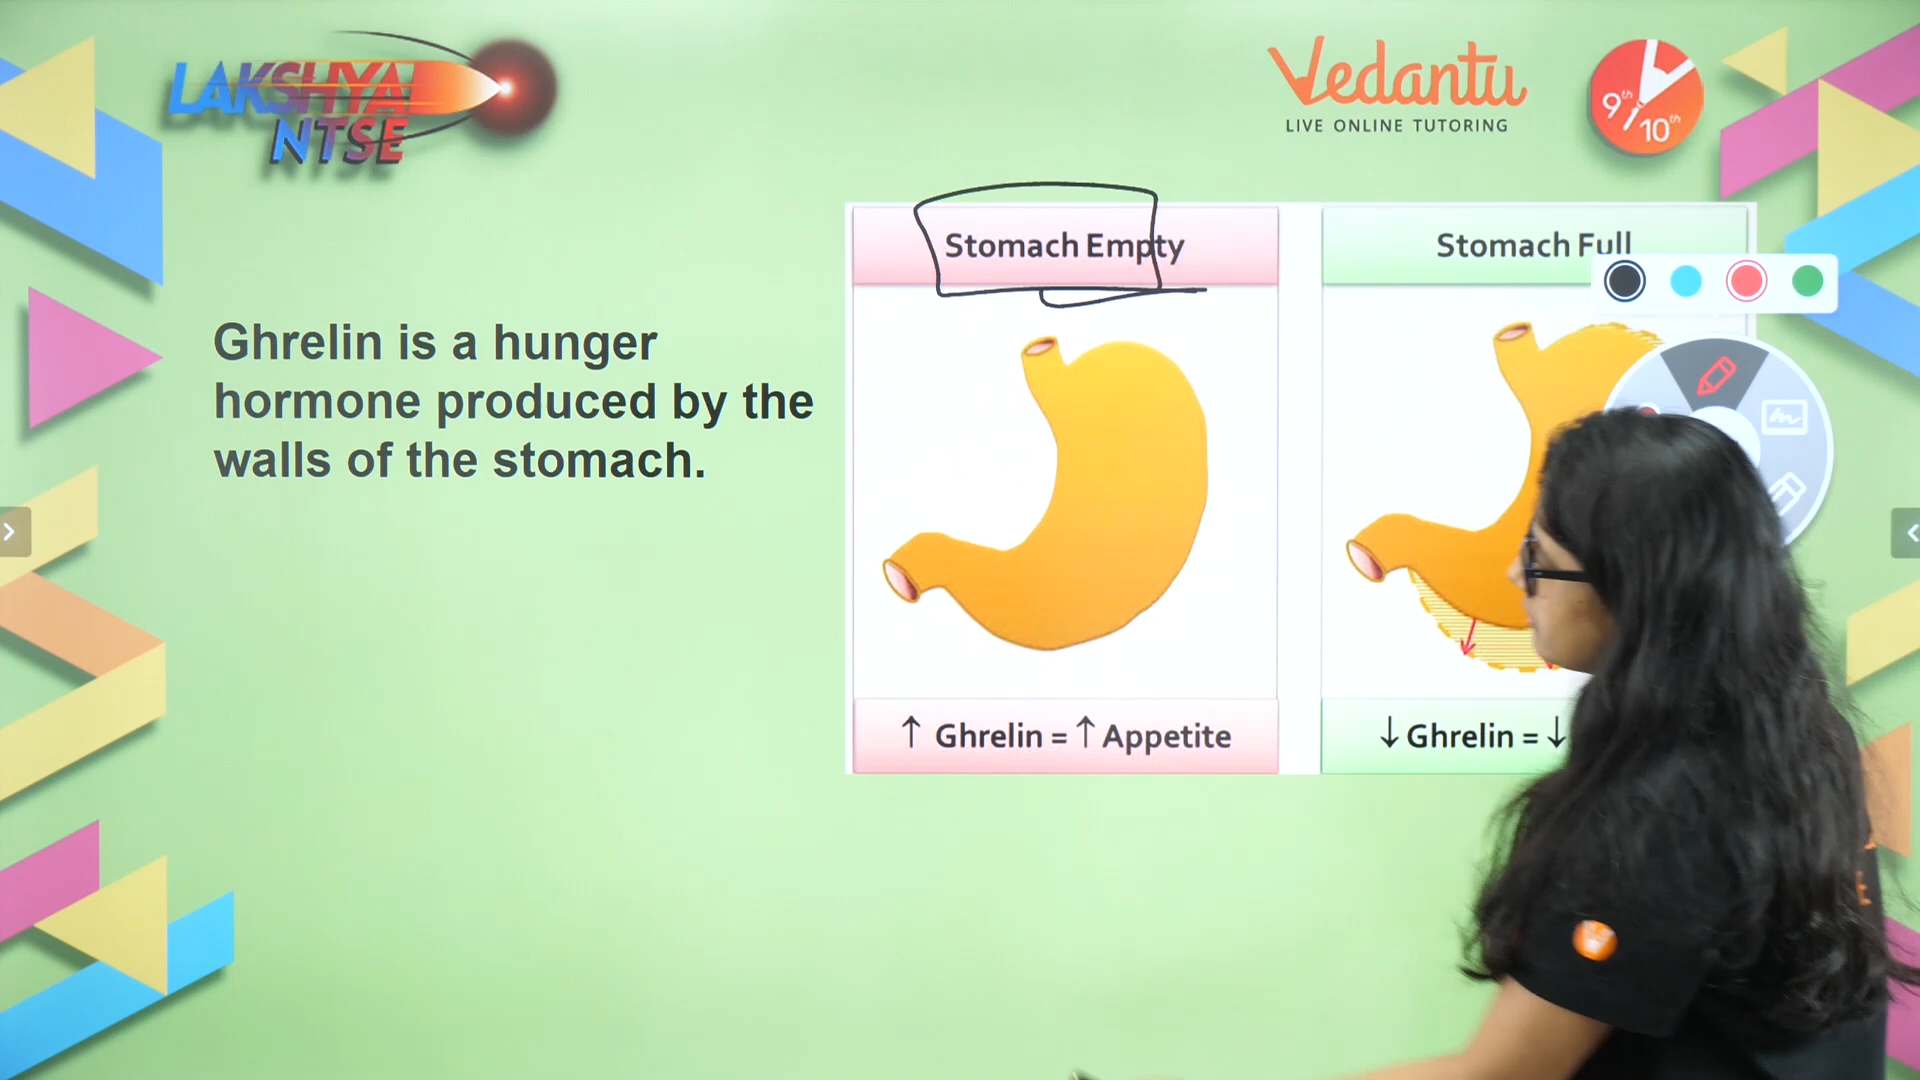 LAKSHYA
NTSE
Vedantu
LIVE ONLINE TUTORING
9th
10th
Stomach Empty
Stomach Full
Ghrelin is a hunger
hormone produced by the
walls of the stomach.
↑ Ghrelin = ↑ Appetite
↓ Ghrelin = ↓